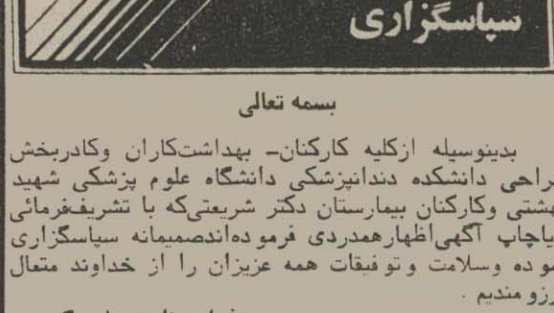 سپاسگزاری
بسمه تعالی
بدینوسیله ازکلیه کارکنان– بهداشت‌کاران وکادربخش
راحی دانشکده دندانپزشکی دانشگاه علوم پزشکی شهید
هشتی وکارکنان بیمارستان دکتر شریعتی‌که با تشریف‌فرمائی
یاچاپ آگهی‌اظهارهمدردی فرموده‌اندصمیمانه سپاسگزاری
موده وسلامت وتوفیقات همه عزیزان را از خداوند متعال
رزومندیم .